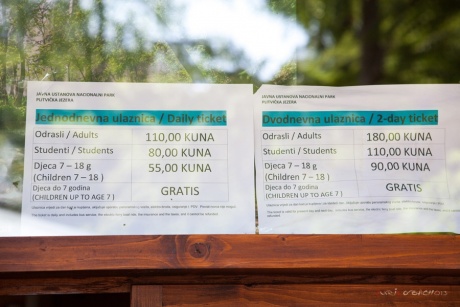 JAVNA USTANOVA NACIONALNI PARK
PLITVIČKA JEZERA
Jednodnevna ulaznica / Daily ticket
Odrasli / Adults 110,00 KUNA
Studenti / Students 80,00 KUNA
Djeca 7 – 18 g 55,00 KUNA
(Children 7 – 18)
Djeca do 7 godina GRATIS
(CHILDREN UP TO AGE 7)
JAVNA USTANOVA NACIONALNI PARK
PLITVIČKA JEZERA
Dvodnevna ulaznica / 2-day ticket
Odrasli / Adults 180,00 KUNA
Studenti / Students 110,00 KUNA
Djeca 7 – 18 g 90,00 KUNA
(Children 7 – 18)
Djeca do 7 godina GRATIS
(CHILDREN UP TO AGE 7)